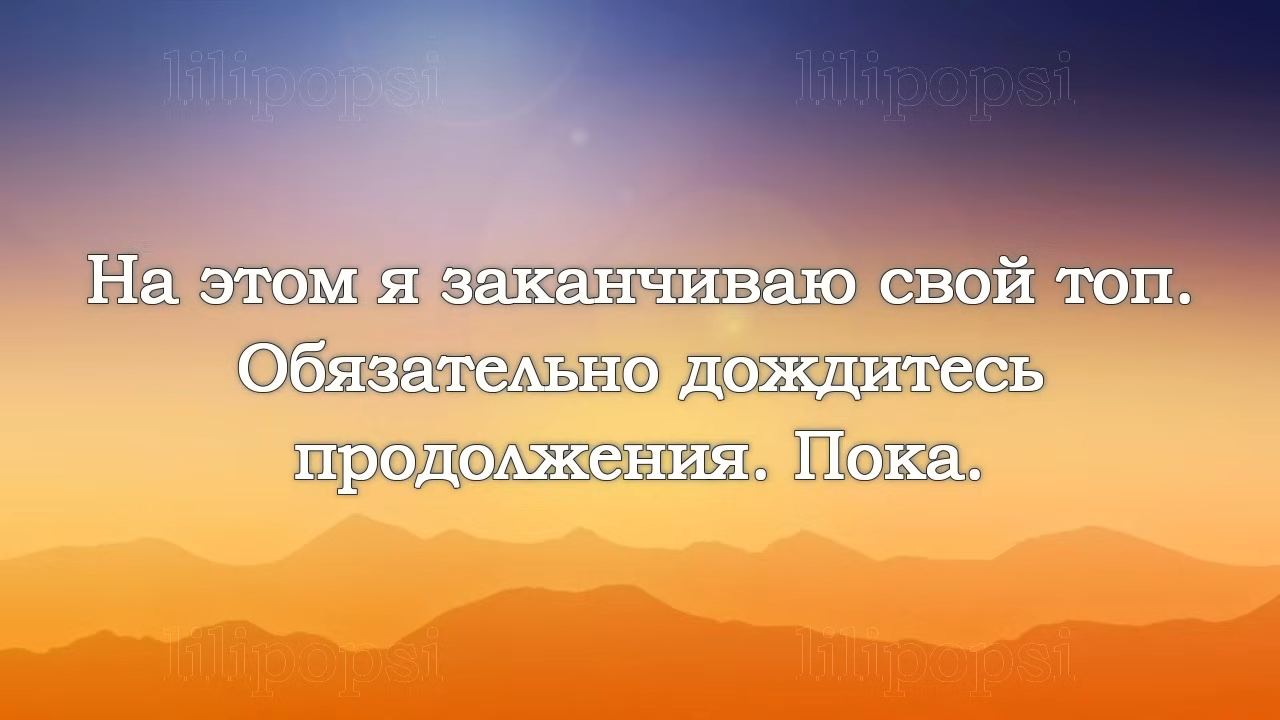 lilipopsi lilipopsi
На этом я заканчиваю свой топ.
Обязательно дождитесь
продолжения. Пока.
lilipopsi lilipopsi